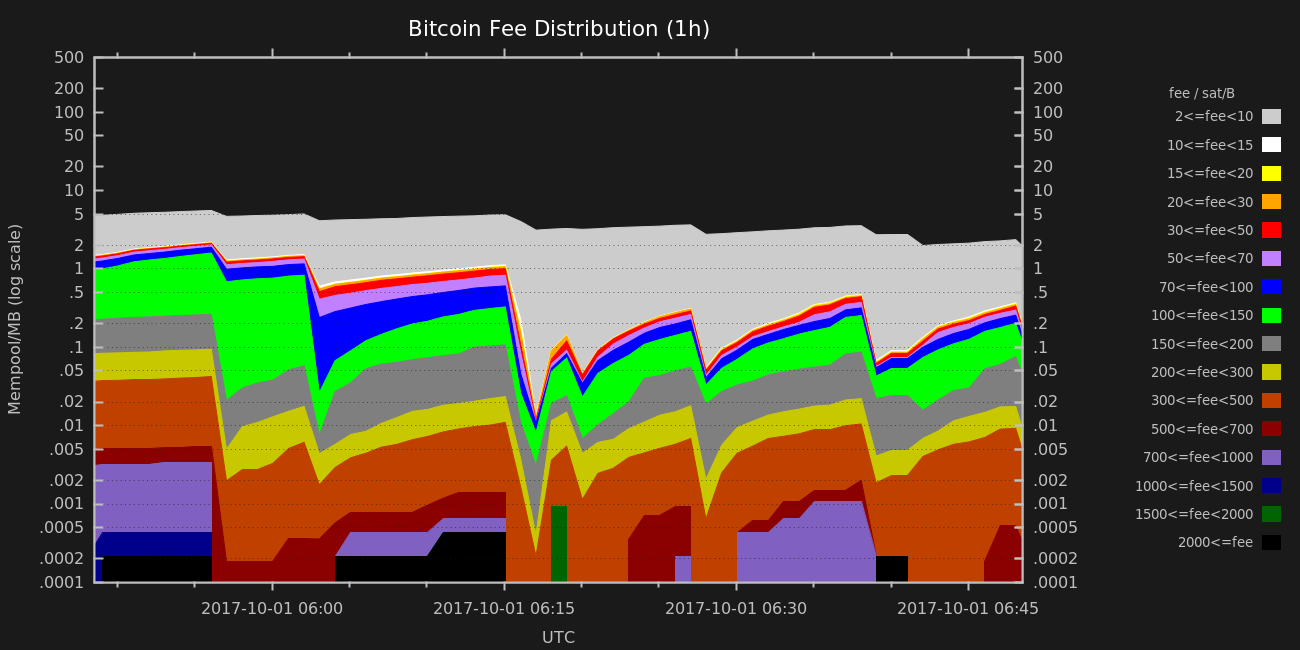 Bitcoin Fee Distribution (1h)
Mempool/MB (log scale)
500
200
100
50
20
10
5
2
1
.5
.2
.1
.05
.02
.01
.005
.002
.001
.0005
.0002
.0001
500
200
100
50
20
10
5
2
1
.5
.2
.1
.05
.02
.01
.005
.002
.001
.0005
.0002
.0001
2017-10-01 06:00
2017-10-01 06:15
2017-10-01 06:30
2017-10-01 06:45
UTC
fee / sat/B
2<=fee<10
10<=fee<15
15<=fee<20
20<=fee<30
30<=fee<50
50<=fee<70
70<=fee<100
100<=fee<150
150<=fee<200
200<=fee<300
300<=fee<500
500<=fee<700
700<=fee<1000
1000<=fee<1500
1500<=fee<2000
2000<=fee